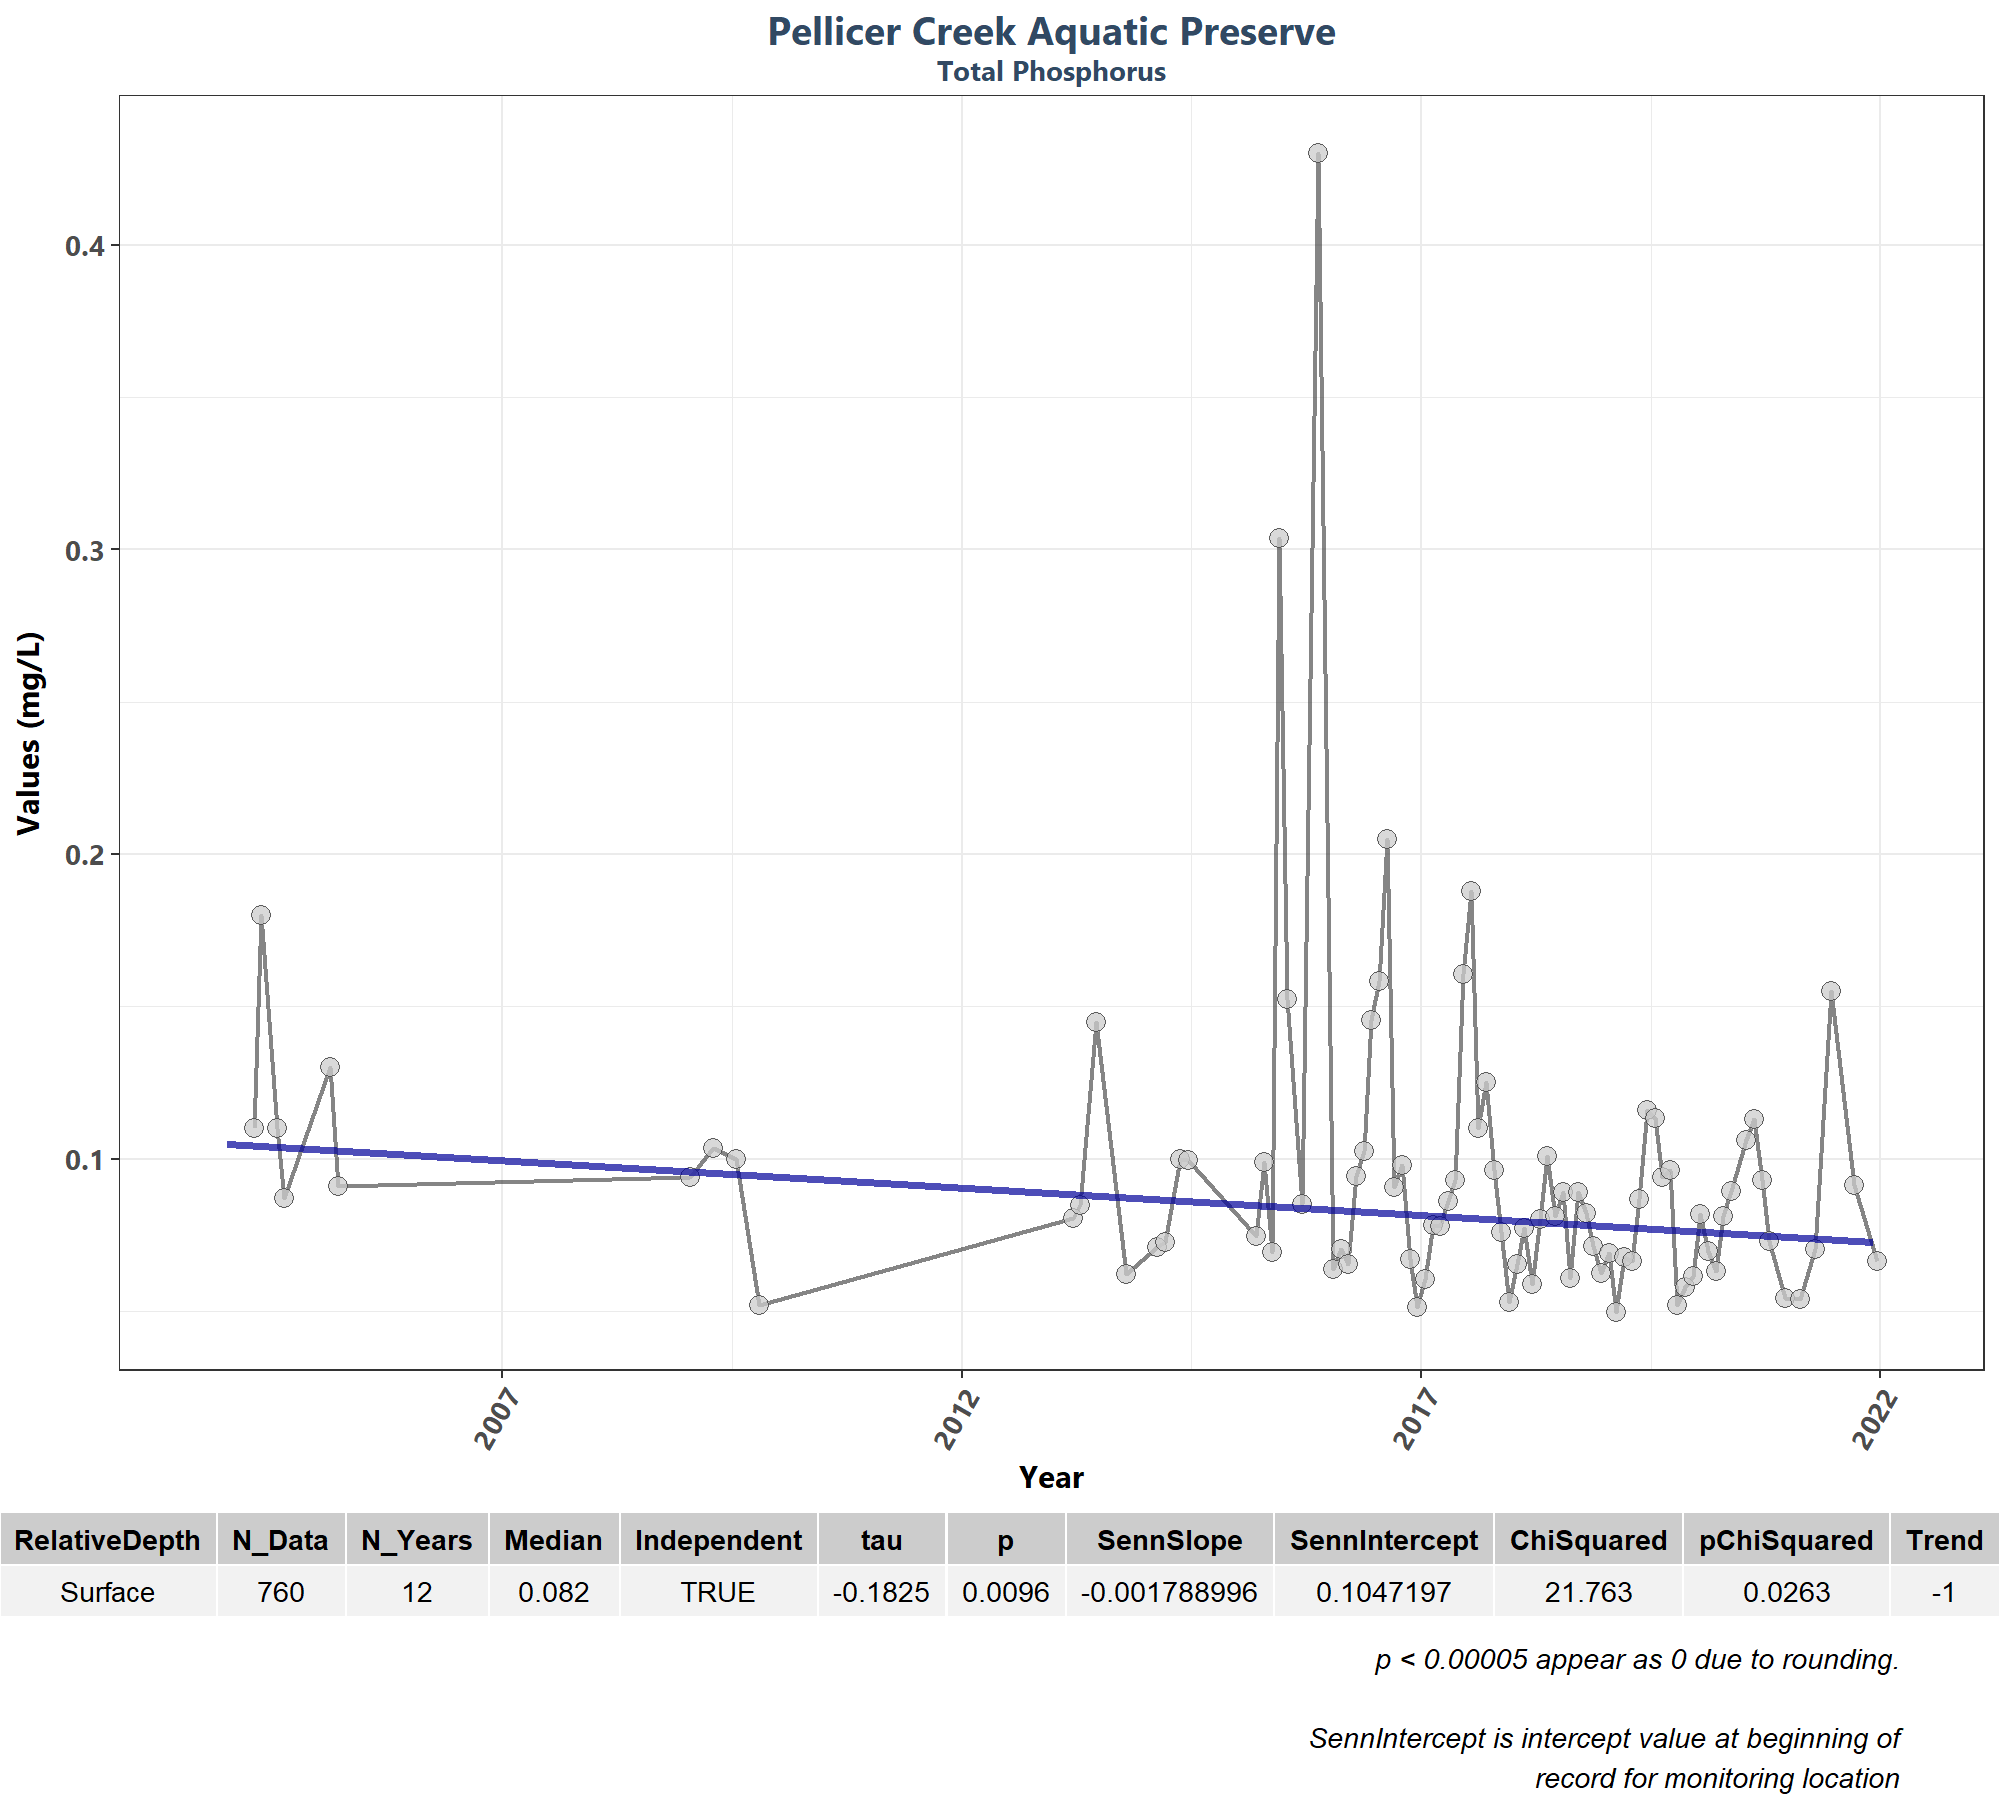 Pellicer Creek Aquatic Preserve
Total Phosphorus
Values (mg/L)
0.4
0.3
0.2
0.1
2007 2012 2017 2022
Year
RelativeDepth N_Data N_Years Median Independent tau p SennSlope SennIntercept ChiSquared pChiSquared Trend
Surface 760 12 0.082 TRUE -0.1825 0.0096 -0.001788996 0.1047197 21.763 0.0263 -1
p < 0.00005 appear as 0 due to rounding.
SennIntercept is intercept value at beginning of
record for monitoring location